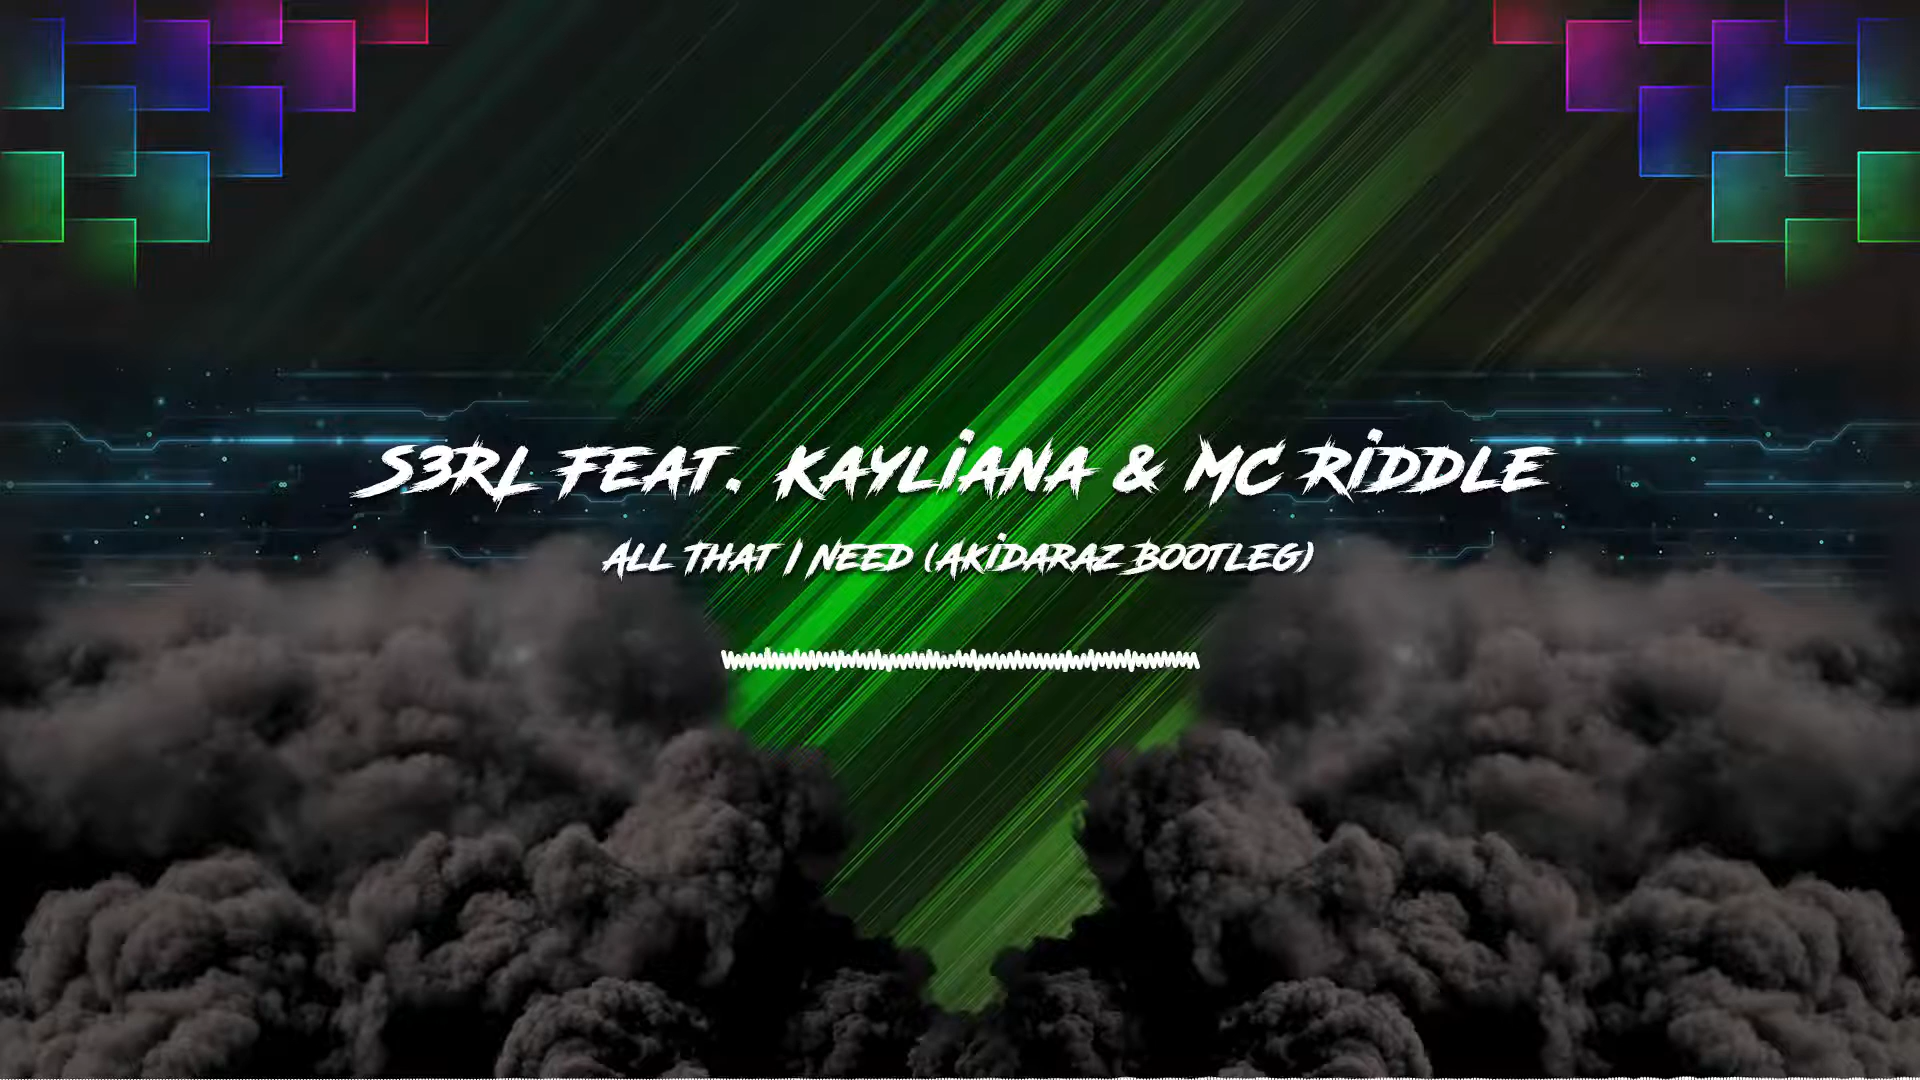 S3RL FEAT. KAYLIANA & MC RIDDLE
ALL THAT I NEED (AKIDARAZ BOOTLEG)